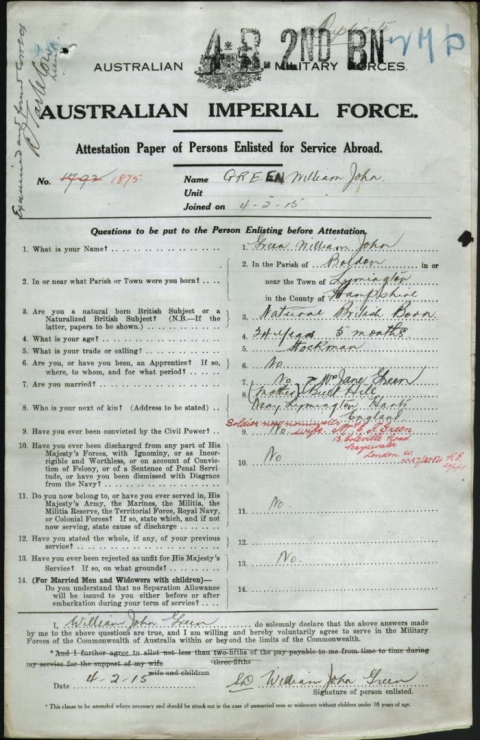 Duplicate
4-B 2ND BN
Examined and found correct
AUSTRALIAN MILITARY FORCES.
AUSTRALIAN IMPERIAL FORCE.
Attestation Paper of Persons Enlisted for Service Abroad.
No. 1792 1875
Name GREEN William John
Unit
Joined on 4-2-15
Questions to be put to the Person Enlisting before Attestation.
1. What is your Name?
1. Green William John
2. In or near what Parish or Town were you born?
2. In the Parish of Boldon in or
near the Town of Lymington
in the County of Hampshire
3. Are you a natural born British Subject or a
Naturalized British Subject? (N.B.—If the
latter, papers to be shown.)
3. Natural British Born
4. What is your age?
4. 34 years 5 months
5. What is your trade or calling?
5. Stockman
6. Are you, or have you been, an Apprentice? If so,
where, to whom, and for what period?
6. No
7. Are you married?
7. No
8. Who is your next of kin? (Address to be stated)
8. (Mother) Mrs Jane Green
Hill
Near Lymington Hants
England
9. Have you ever been convicted by the Civil Power?
9. No
Green
Bayswater
London W.
10. Have you ever been discharged from any part of His
Majesty's Forces, with Ignominy, or as Incor-
rigible and Worthless, or on account of Convic-
tion of Felony, or of a Sentence of Penal Servi-
tude, or have you been Dismissed with Disgrace
from the Navy?
10. No
11. Do you now belong to, or have you ever served in, His
Majesty's Army, the Marines, the Militia, the
Militia Reserve, the Territorial Force, Royal Navy,
or Colonial Forces? If so, state which, and if not
now serving, state cause of discharge
11. No
12. Have you stated the whole, if any, of your previous
service?
12.
13. Have you ever been rejected as unfit for His Majesty's
Service? If so, on what grounds?
13. No.
14. (For Married Men and Widowers with children)—
Do you understand that no Separation Allowance
will be issued to you either before or after
embarkation during your term of service?
14.
I, William John Green do solemnly declare that the above answers made
by me to the above questions are true, and I am willing and hereby voluntarily agree to serve in the Military
Forces of the Commonwealth of Australia within or beyond the limits of the Commonwealth.
*And I further agree to allot not less than two-fifths of the pay payable to me from time to time during
three-fifths
my service for the support of my wife
wife and children
Date 4-2-15
William John Green
Signature of person enlisted.
* This clause to be amended where necessary and should be struck out in the case of unmarried men or widowers without children under 16 years of age.